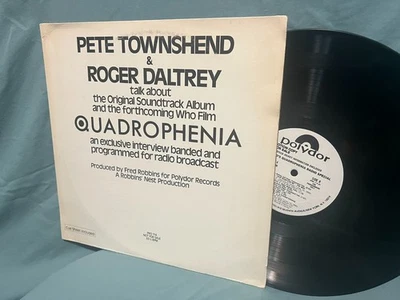 PETE TOWNSHEND
&
ROGER DALTREY
talk about
the Original Soundtrack Album
and the forthcoming Who Film
QUADROPHENIA
an exclusive interview banded and
programmed for radio broadcast
Produced by Fred Robbins for Polydor Records
A Robbins' Nest Production
polydor